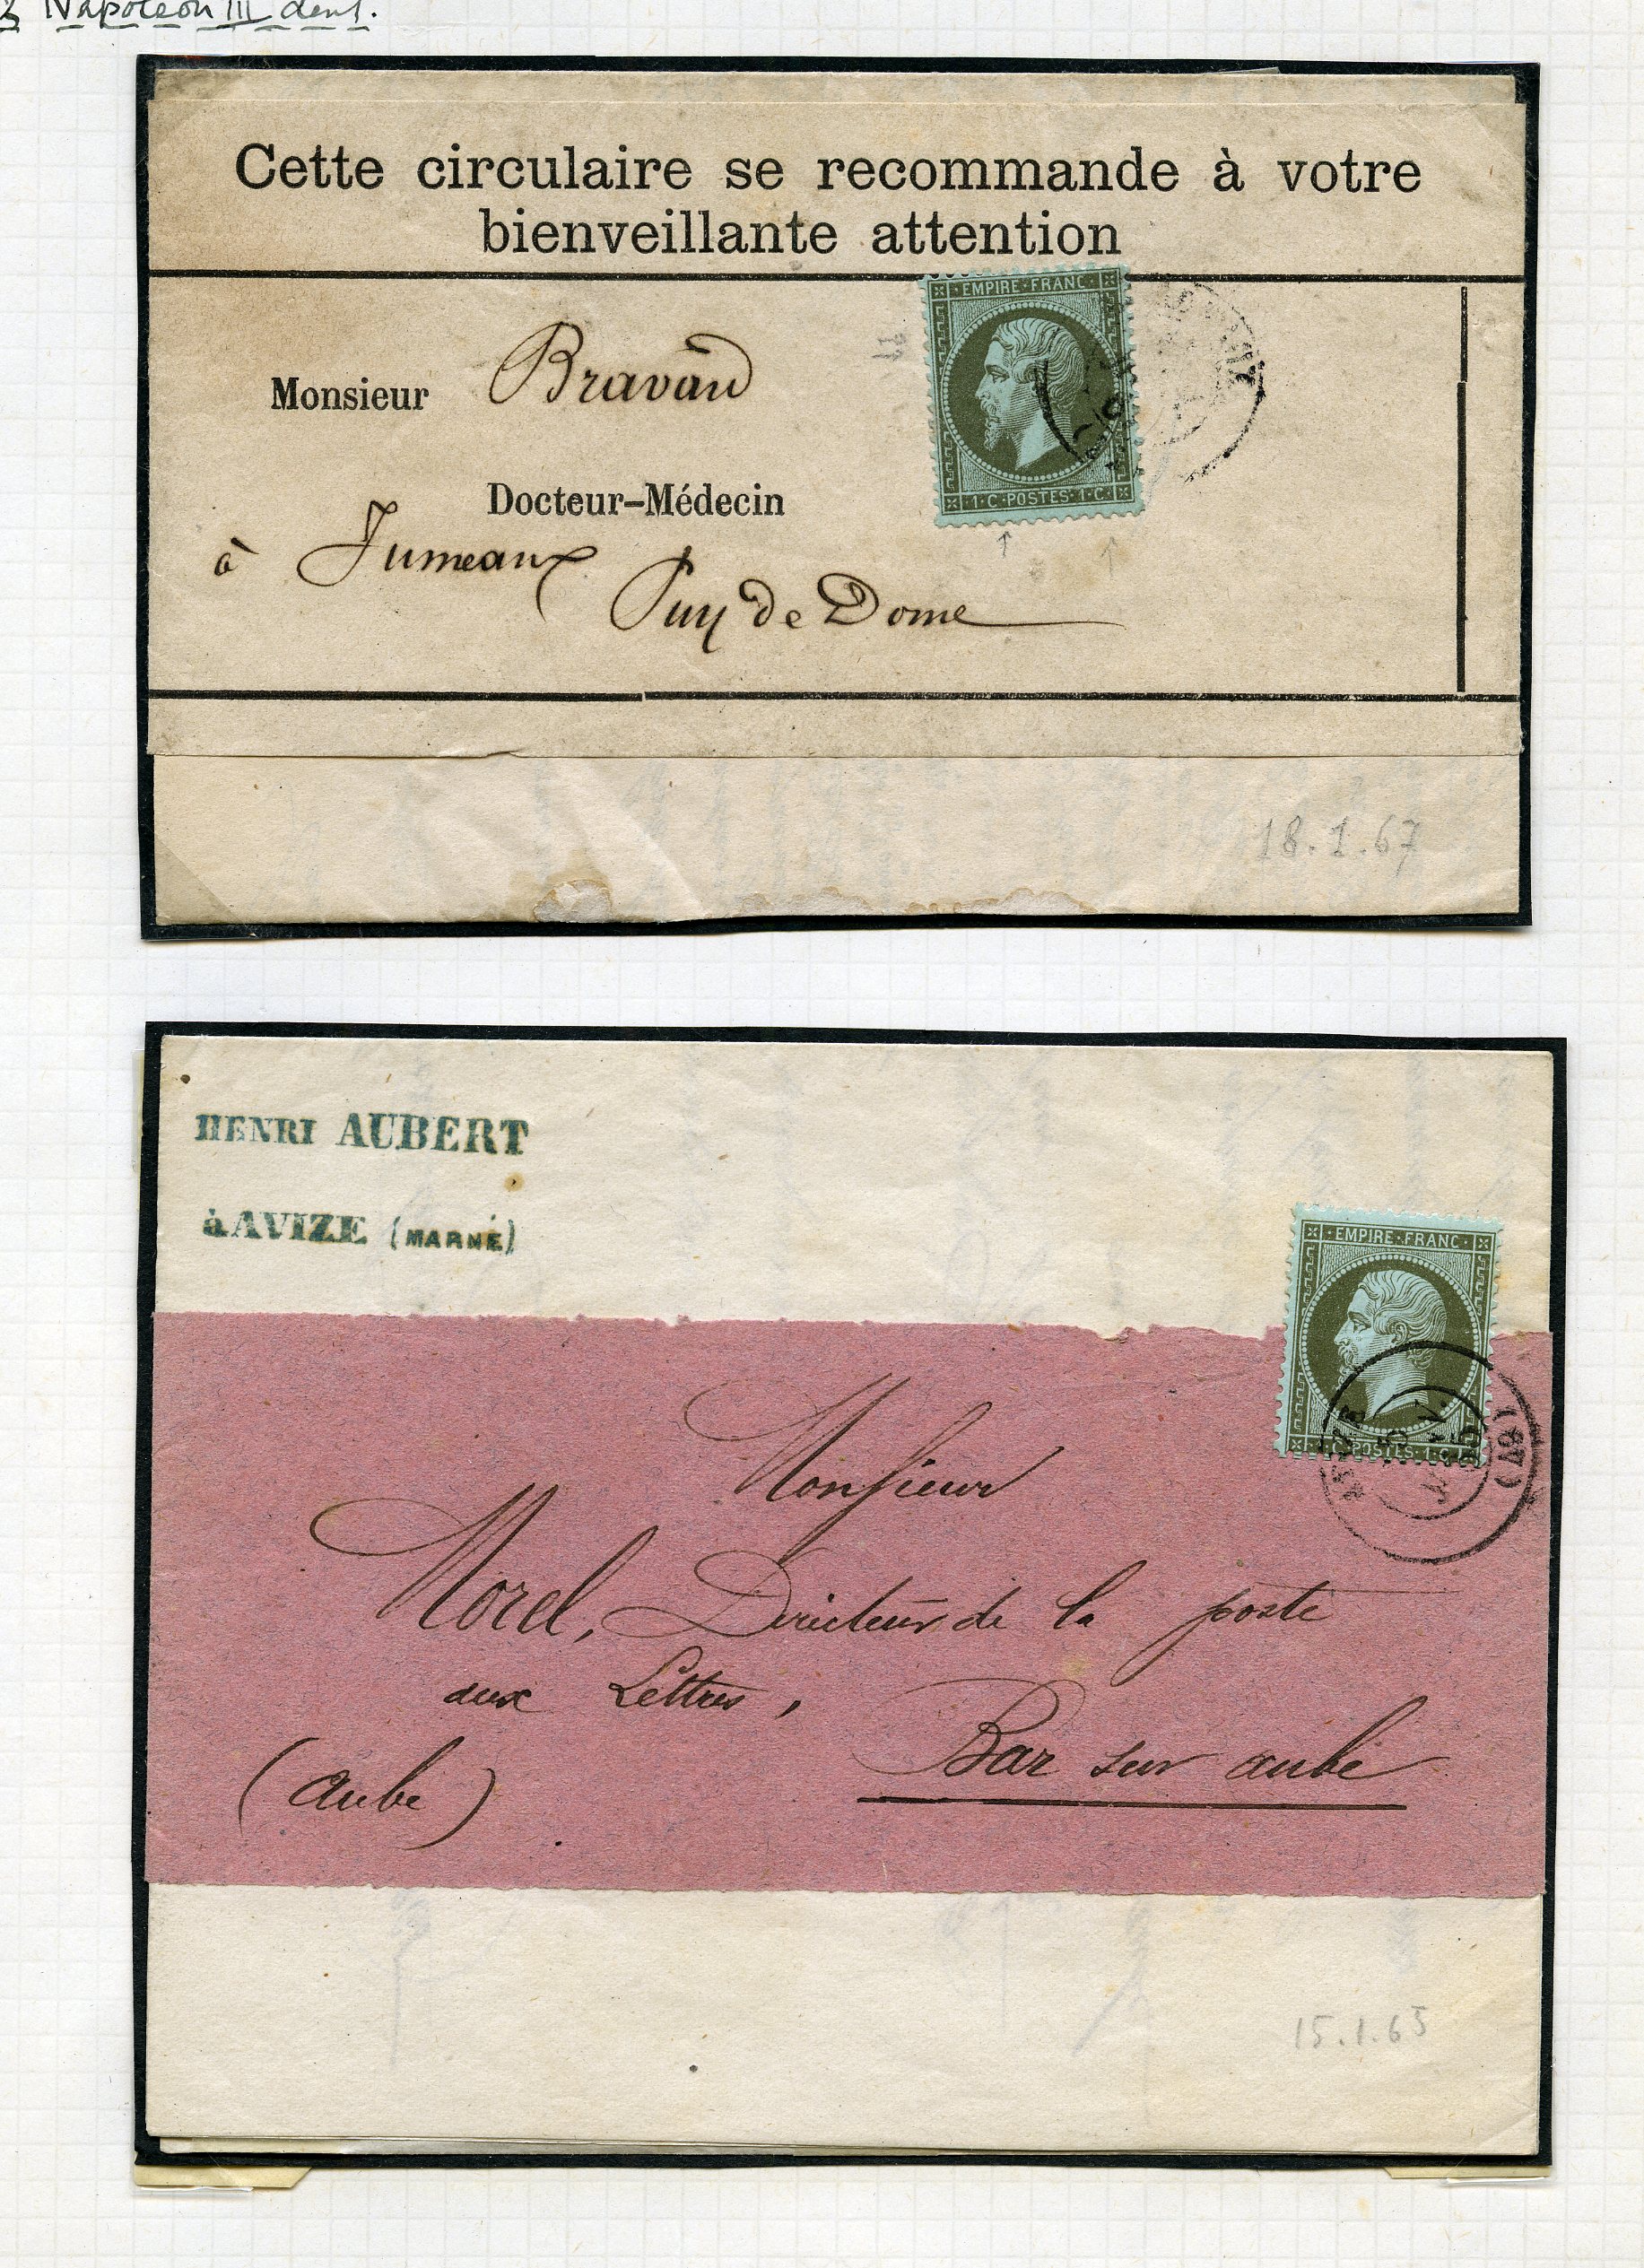 Napoléon III dent.
Cette circulaire se recommande à votre
bienveillante attention
EMPIRE · FRANC ·
Monsieur Bravard
1 · C · POSTES · 1 · C ·
Docteur-Médecin
à Jumeaux
Puy de Dome
18.1.67
HENRI AUBERT
à AVIZE (MARNE)
EMPIRE · FRANC ·
C · POSTES · 1 · C
(49)
Monsieur
Morel, Directeur de la poste
aux Lettres,
Bar sur aube
(aube)
15.1.65